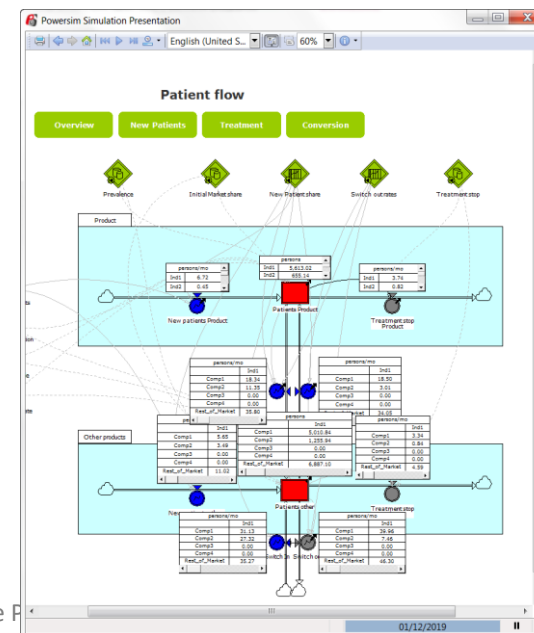 Powersim Simulation Presentation
English (United S...
60%
Patient flow
Overview New Patients Treatment Conversion
Prevalence Initial Market share New Patient share Switch out rates Treatment stop
Product
persons/mo
Ind1 6.72
Ind2 0.45
persons
Ind1 5,613.02
Ind2 655.14
persons/mo
Ind1 3.74
Ind2 0.82
New patients Product
Patients Product
Treatment stop
Product
persons/mo
Ind1
Comp1 18.34
Comp2 11.35
Comp3 0.00
Comp4 0.00
Rest_of_Market 35.80
persons/mo
Ind1
Comp1 18.50
Comp2 3.01
Comp3 0.00
Comp4 0.00
Other products
persons/mo
Ind1
Comp1 5.65
Comp2 3.49
Comp3 0.00
Comp4 0.00
Rest_of_Market 11.02
persons
Ind1
Comp1 5,010.84
Comp2 1,255.94
Comp3 0.00
Comp4 0.00
Rest_of_Market 6,887.10
persons/mo
Ind1
Comp1 3.34
Comp2 0.84
Comp3 0.00
Comp4 0.00
Rest_of_Market 4.59
Patients other
Treatment stop
persons/mo
Ind1
Comp1 31.13
Comp2 27.32
Comp3 0.00
Comp4 0.00
Rest_of_Market 35.27
persons/mo
Ind1
Comp1 39.96
Comp2 7.46
Comp3 0.00
Comp4 0.00
Rest_of_Market 46.30
01/12/2019